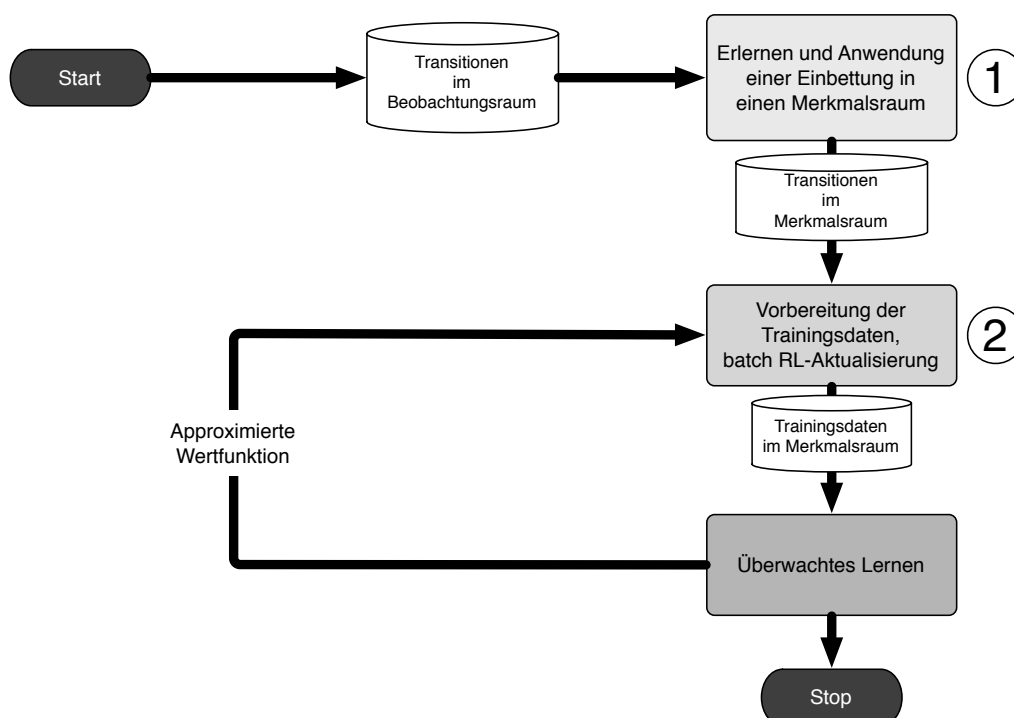 Start
Transitionen
im
Beobachtungsraum
Erlernen und Anwendung
einer Einbettung in
einen Merkmalsraum
1
Transitionen
im
Merkmalsraum
Vorbereitung der
Trainingsdaten,
batch RL-Aktualisierung
2
Trainingsdaten
im Merkmalsraum
Approximierte
Wertfunktion
Überwachtes Lernen
Stop